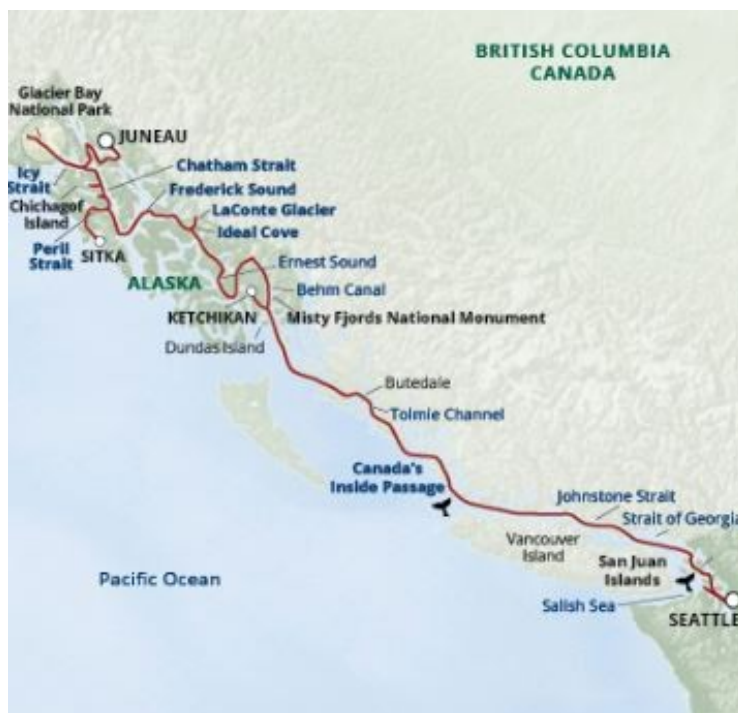 BRITISH COLUMBIA
CANADA
Glacier Bay
National Park
JUNEAU
Icy
Strait
Chatham Strait
Frederick Sound
Chichagof
Island
LaConte Glacier
Ideal Cove
Peril
Strait
SITKA
Ernest Sound
ALASKA
Behm Canal
KETCHIKAN
Misty Fjords National Monument
Dundas Island
Butedale
Tolmie Channel
Canada's
Inside Passage
Johnstone Strait
Strait of Georgia
Vancouver
Island
San Juan
Islands
Pacific Ocean
Salish Sea
SEATTLE